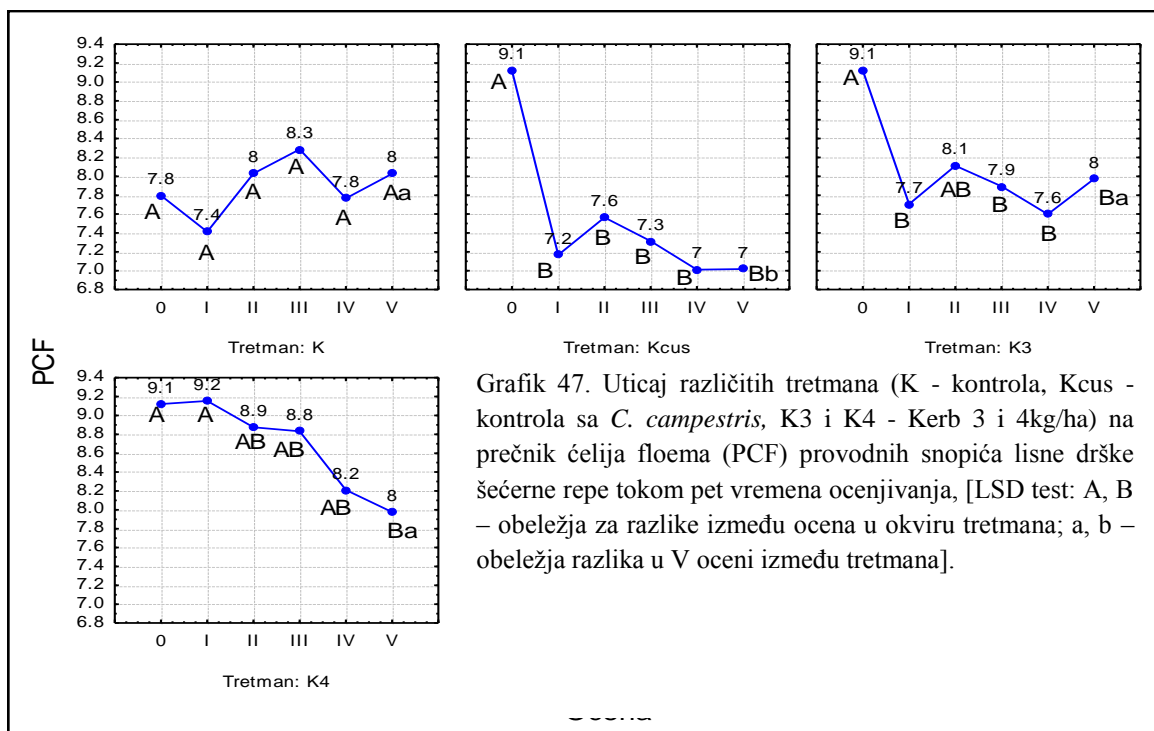 9.4
9.2
9.0
8.8
8.6
8.4
8.2
8.0
7.8
7.6
7.4
7.2
7.0
6.8
7.8
7.4
8
8.3
7.8
8
A
A
A
A
A
Aa
0 I II III IV V
Tretman: K
9.1
7.2
7.6
7.3
7
7
A
B
B
B
B
Bb
0 I II III IV V
Tretman: Kcus
9.1
7.7
8.1
7.9
7.6
8
A
B
AB
B
B
Ba
0 I II III IV V
Tretman: K3
PCF
9.4
9.2
9.0
8.8
8.6
8.4
8.2
8.0
7.8
7.6
7.4
7.2
7.0
6.8
9.1
9.2
8.9
8.8
8.2
8
A
A
AB
AB
AB
Ba
0 I II III IV V
Tretman: K4
Grafik 47. Uticaj različitih tretmana (K - kontrola, Kcus -
kontrola sa C. campestris, K3 i K4 - Kerb 3 i 4kg/ha) na
prečnik ćelija floema (PCF) provodnih snopića lisne drške
šećerne repe tokom pet vremena ocenjivanja, [LSD test: A, B
– obeležja za razlike između ocena u okviru tretmana; a, b –
obeležja razlika u V oceni između tretmana].